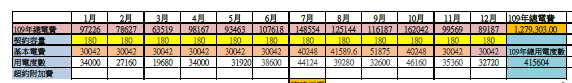 1月 2月 3月 4月 5月 6月 7月 8月 9月 10月 11月 12月 109年總電費
109年總電費 97226 78627 63519 98167 93463 107618 148554 125144 116187 162042 99569 89187 1,279,303.00
契約容量 180 180 180 180 180 180 180 180 180 180 180
基本電費 30042 30042 30042 30042 30042 30042 40248 41589.6 51875 40248 30042 30042 109年總用電度數
用電度數 34000 27160 19680 34000 31920 38600 44124 39280 32600 46160 35360 32720 415604
超約附加費